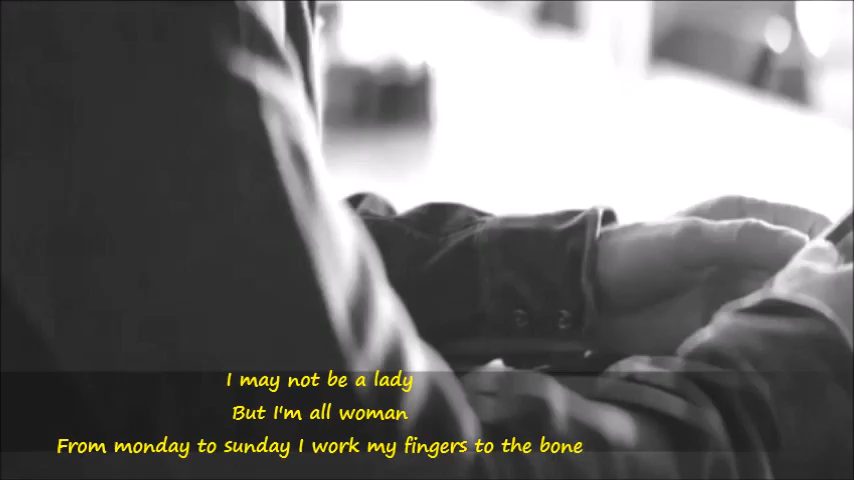 I may not be a lady
But I'm all woman
From monday to sunday I work my fingers to the bone